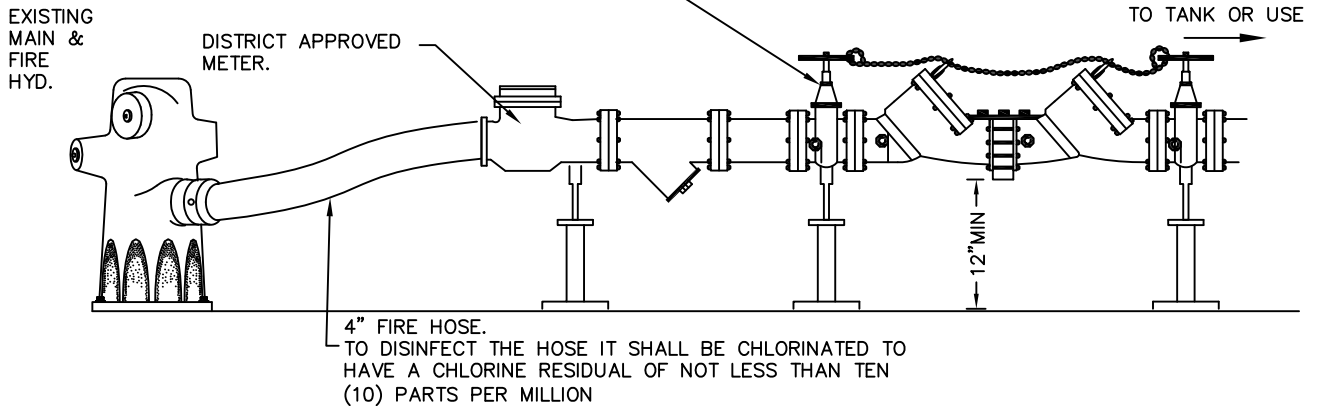 EXISTING
MAIN &
FIRE
HYD.
DISTRICT APPROVED
METER.
TO TANK OR USE
12”MIN
4” FIRE HOSE.
TO DISINFECT THE HOSE IT SHALL BE CHLORINATED TO
HAVE A CHLORINE RESIDUAL OF NOT LESS THAN TEN
(10) PARTS PER MILLION